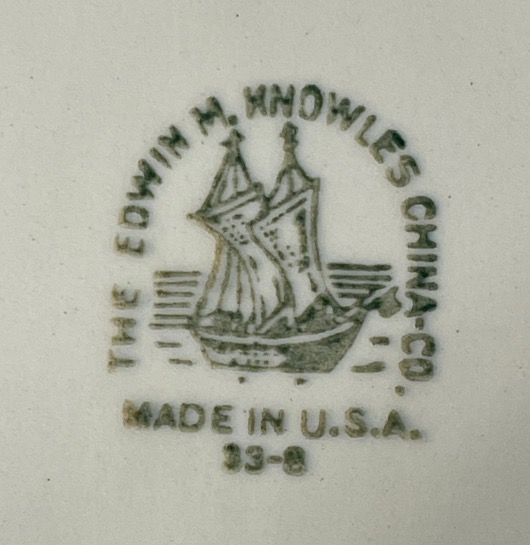 THE EDWIN M. KNOWLES CHINA-CO.
MADE IN U.S.A.
33-8